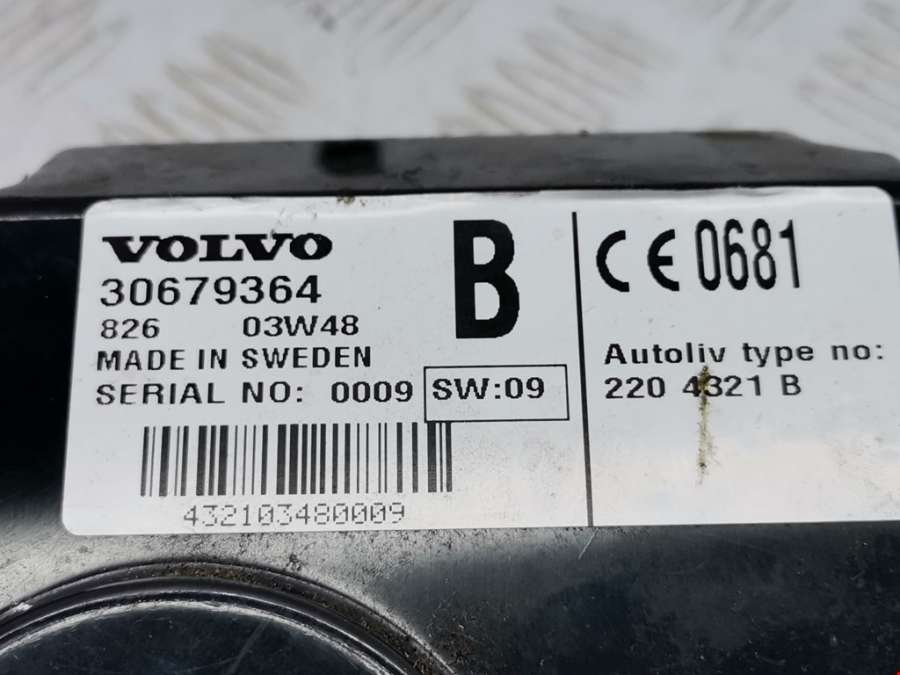 VOLVO
30679364
826 03W48
MADE IN SWEDEN
SERIAL NO: 0009
SW:09
432103480009
B
CE 0681
Autoliv type no:
220 4321 B